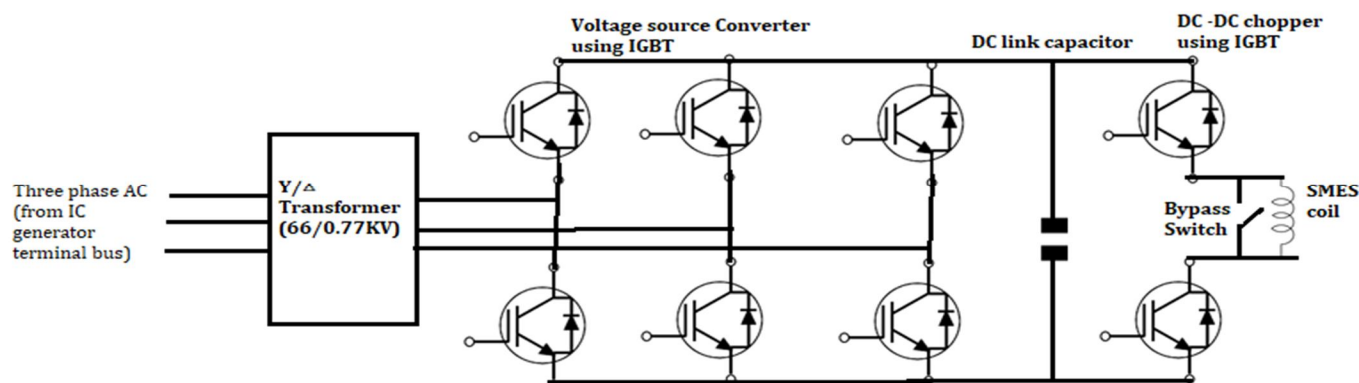 Voltage source Converter
using IGBT
DC link capacitor
DC -DC chopper
using IGBT
Three phase AC
(from IC
generator
terminal bus)
Y/△
Transformer
(66/0.77KV)
Bypass
Switch
SMES
coil